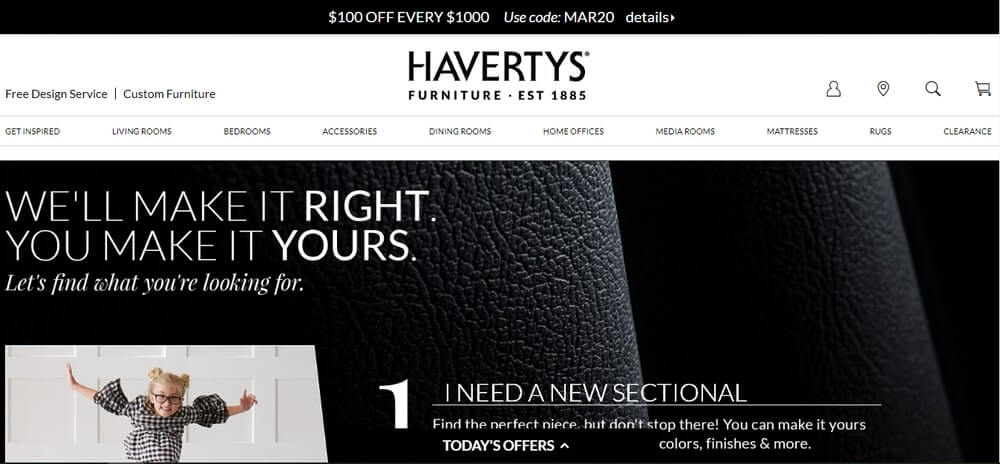 $100 OFF EVERY $1000 Use code: MAR20 details
HAVERTYS®
FURNITURE · EST 1885
Free Design Service | Custom Furniture
GET INSPIRED LIVING ROOMS BEDROOMS ACCESSORIES DINING ROOMS HOME OFFICES MEDIA ROOMS MATTRESSES RUGS CLEARANCE
WE'LL MAKE IT RIGHT.
YOU MAKE IT YOURS.
Let's find what you're looking for.
1 I NEED A NEW SECTIONAL
Find the perfect piece, but don't stop there! You can make it yours
TODAY'S OFFERS colors, finishes & more.